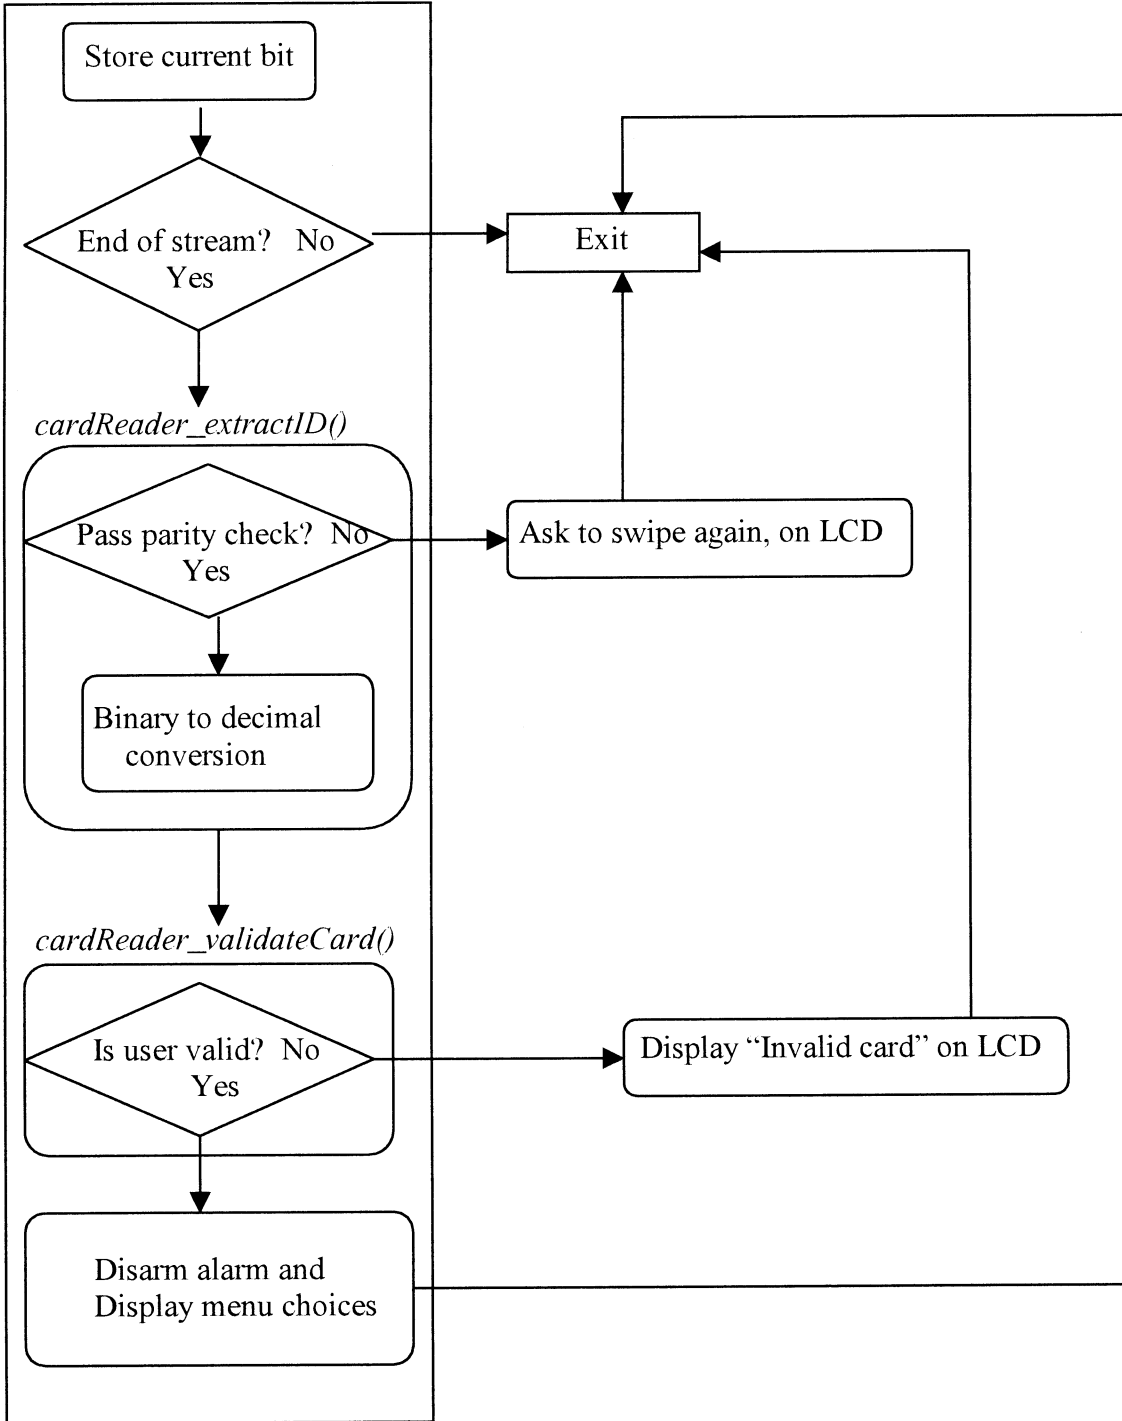 Store current bit
End of stream? No
Yes
Exit
cardReader_extractID()
Pass parity check? No
Yes
Ask to swipe again, on LCD
Binary to decimal
conversion
cardReader_validateCard()
Is user valid? No
Yes
Display “Invalid card” on LCD
Disarm alarm and
Display menu choices